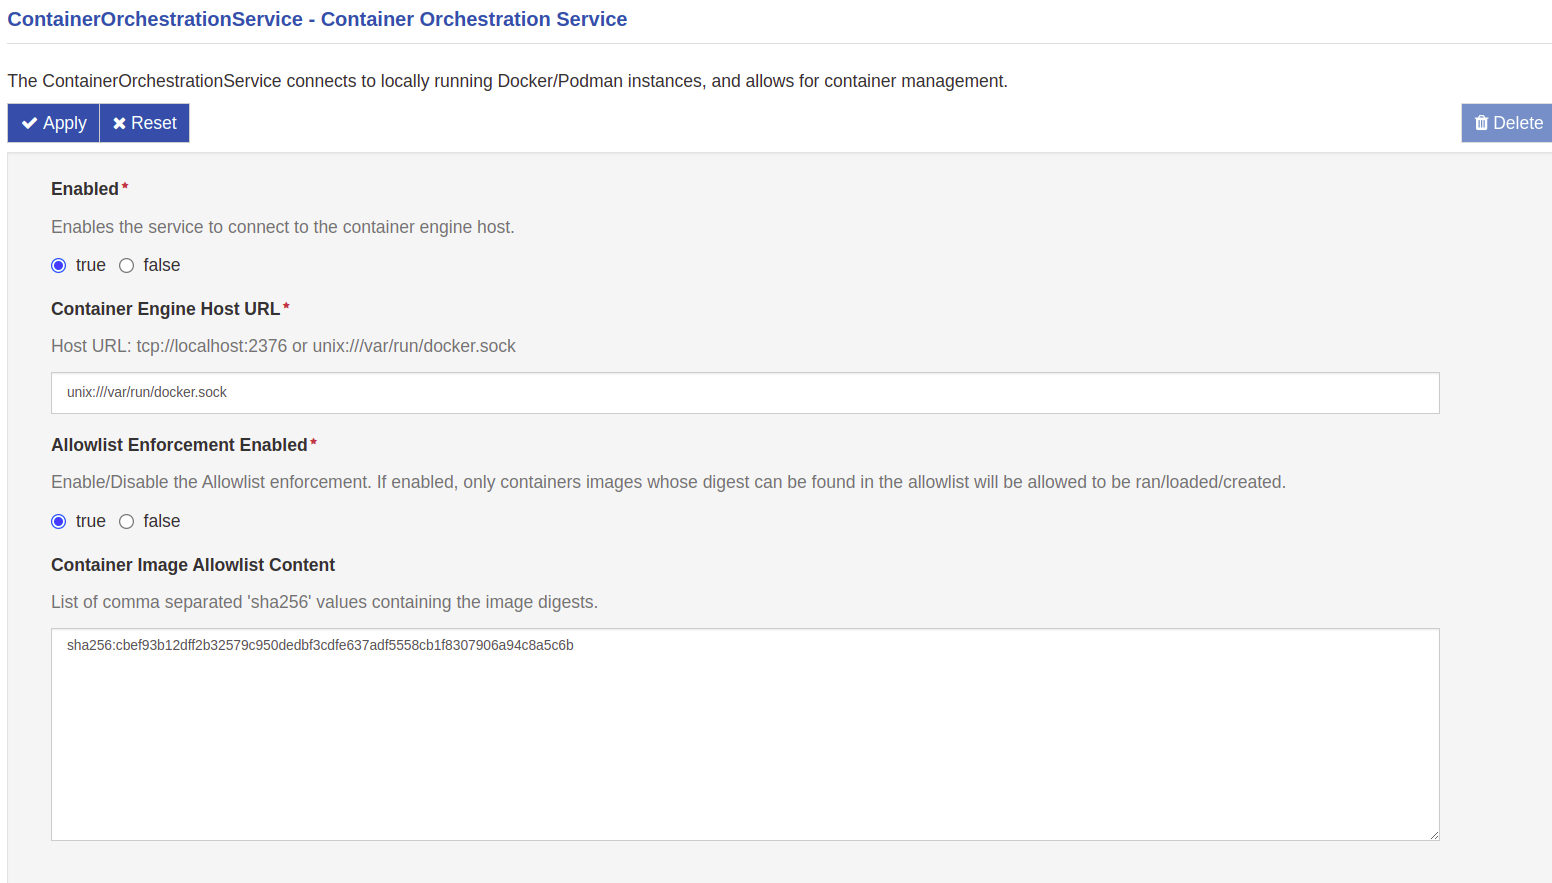 ContainerOrchestrationService - Container Orchestration Service
The ContainerOrchestrationService connects to locally running Docker/Podman instances, and allows for container management.
Apply Reset Delete
Enabled*
Enables the service to connect to the container engine host.
true false
Container Engine Host URL*
Host URL: tcp://localhost:2376 or unix:///var/run/docker.sock
unix:///var/run/docker.sock
Allowlist Enforcement Enabled*
Enable/Disable the Allowlist enforcement. If enabled, only containers images whose digest can be found in the allowlist will be allowed to be ran/loaded/created.
true false
Container Image Allowlist Content
List of comma separated 'sha256' values containing the image digests.
sha256:cbef93b12dff2b32579c950dedbf3cdfe637adf5558cb1f8307906a94c8a5c6b